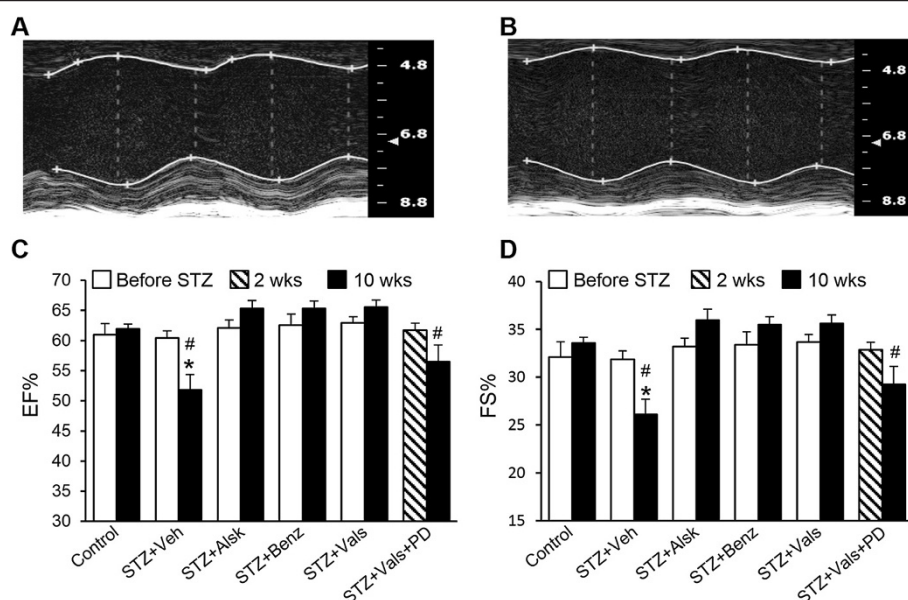 A
4.8
6.8
8.8
B
4.8
6.8
8.8
C
70
65
60
55
50
45
40
35
30
EF%
Before STZ 2 wks 10 wks
#
*
#
Control STZ+Veh STZ+Alsk STZ+Benz STZ+Vals STZ+Vals+PD
D
40
35
30
25
20
15
FS%
Before STZ 2 wks 10 wks
#
*
#
Control STZ+Veh STZ+Alsk STZ+Benz STZ+Vals STZ+Vals+PD